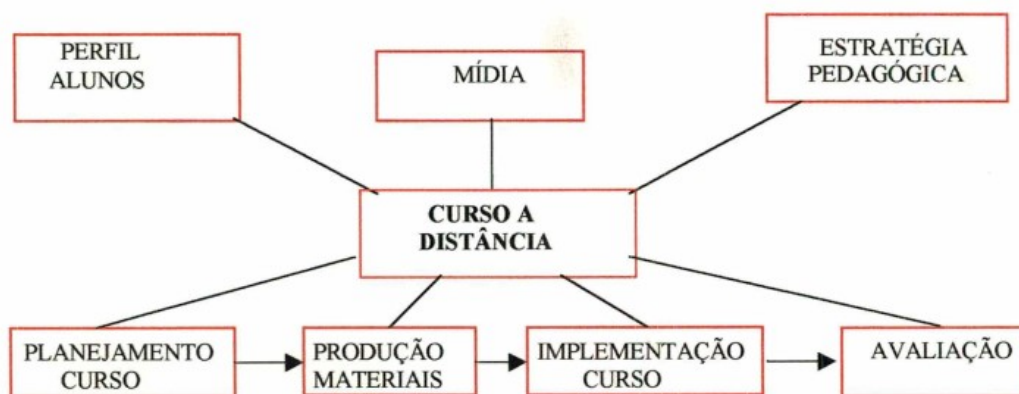 PERFIL
ALUNOS
MÍDIA
ESTRATÉGIA
PEDAGÓGICA
CURSO A
DISTÂNCIA
PLANEJAMENTO
CURSO
PRODUÇÃO
MATERIAIS
IMPLEMENTAÇÃO
CURSO
AVALIAÇÃO